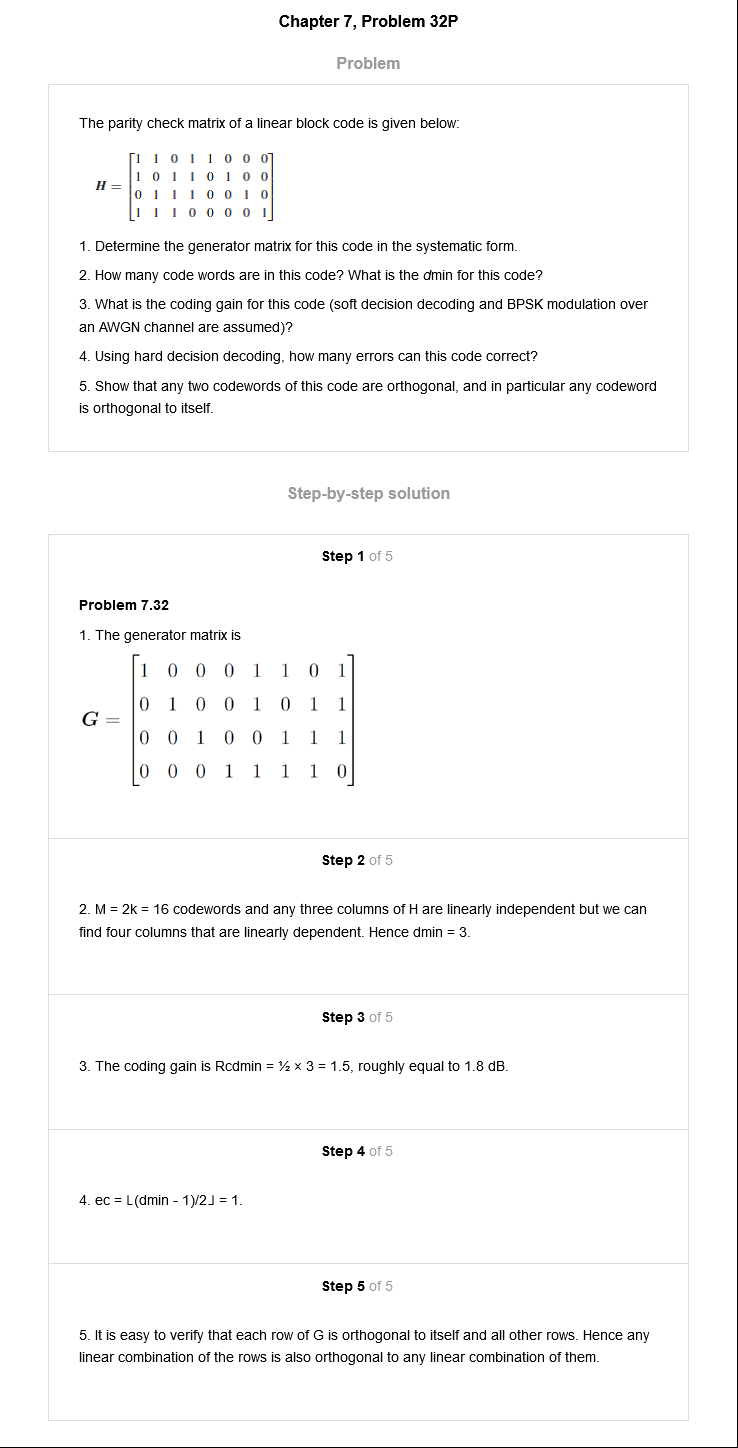 Chapter 7, Problem 32P
Problem
The parity check matrix of a linear block code is given below:
1 1 0 1 1 0 0 0
1 0 1 1 0 1 0 0
H =
0 1 1 1 0 0 1 0
1 1 1 0 0 0 0 1
1. Determine the generator matrix for this code in the systematic form.
2. How many code words are in this code? What is the dmin for this code?
3. What is the coding gain for this code (soft decision decoding and BPSK modulation over
an AWGN channel are assumed)?
4. Using hard decision decoding, how many errors can this code correct?
5. Show that any two codewords of this code are orthogonal, and in particular any codeword
is orthogonal to itself.
Step-by-step solution
Step 1 of 5
Problem 7.32
1. The generator matrix is
1 0 0 0 1 1 0 1
0 1 0 0 1 0 1 1
G =
0 0 1 0 0 1 1 1
0 0 0 1 1 1 1 0
Step 2 of 5
2. M = 2k = 16 codewords and any three columns of H are linearly independent but we can
find four columns that are linearly dependent. Hence dmin = 3.
Step 3 of 5
3. The coding gain is Rcdmin = ½ × 3 = 1.5, roughly equal to 1.8 dB.
Step 4 of 5
4. ec = ⌊(dmin - 1)/2⌋ = 1.
Step 5 of 5
5. It is easy to verify that each row of G is orthogonal to itself and all other rows. Hence any
linear combination of the rows is also orthogonal to any linear combination of them.